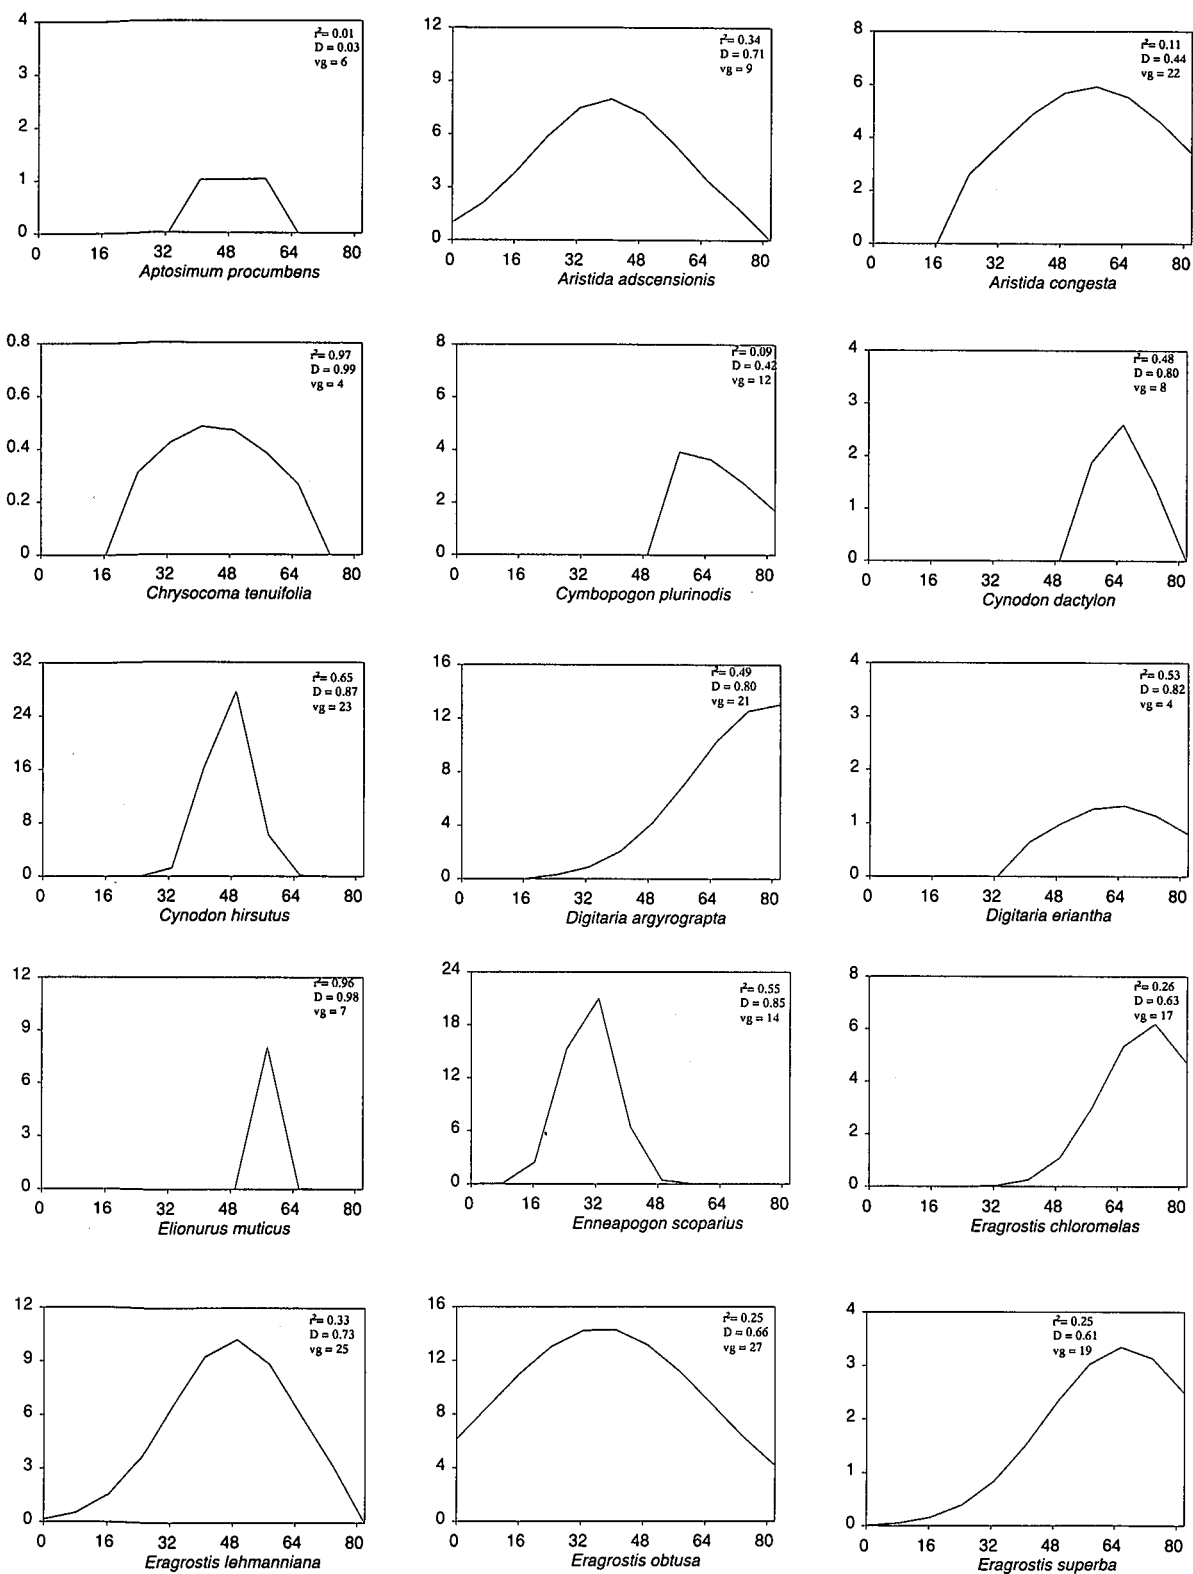 4
3
2
1
0
r²= 0.01
D = 0.03
vg = 6
0 16 32 48 64 80
Aptosimum procumbens
12
9
6
3
0
r²= 0.34
D = 0.71
vg = 9
0 16 32 48 64 80
Aristida adscensionis
8
6
4
2
0
r²= 0.11
D = 0.44
vg = 22
0 16 32 48 64 80
Aristida congesta
0.8
0.6
0.4
0.2
0
r²= 0.97
D = 0.99
vg = 4
0 16 32 48 64 80
Chrysocoma tenuifolia
8
6
4
2
0
r²= 0.09
D = 0.42
vg = 12
0 16 32 48 64 80
Cymbopogon plurinodis
4
3
2
1
0
r²= 0.48
D = 0.80
vg = 8
0 16 32 48 64 80
Cynodon dactylon
32
24
16
8
0
r²= 0.65
D = 0.87
vg = 23
0 16 32 48 64 80
Cynodon hirsutus
16
12
8
4
0
r²= 0.49
D = 0.80
vg = 21
0 16 32 48 64 80
Digitaria argyrograpta
4
3
2
1
0
r²= 0.53
D = 0.82
vg = 4
0 16 32 48 64 80
Digitaria eriantha
12
9
6
3
0
r²= 0.96
D = 0.98
vg = 7
0 16 32 48 64 80
Elionurus muticus
24
18
12
6
0
r²= 0.55
D = 0.85
vg = 14
0 16 32 48 64 80
Enneapogon scoparius
8
6
4
2
0
r²= 0.26
D = 0.63
vg = 17
0 16 32 48 64 80
Eragrostis chloromelas
12
9
6
3
0
r²= 0.33
D = 0.73
vg = 25
0 16 32 48 64 80
Eragrostis lehmanniana
16
12
8
4
0
r²= 0.25
D = 0.66
vg = 27
0 16 32 48 64 80
Eragrostis obtusa
4
3
2
1
0
r²= 0.25
D = 0.61
vg = 19
0 16 32 48 64 80
Eragrostis superba